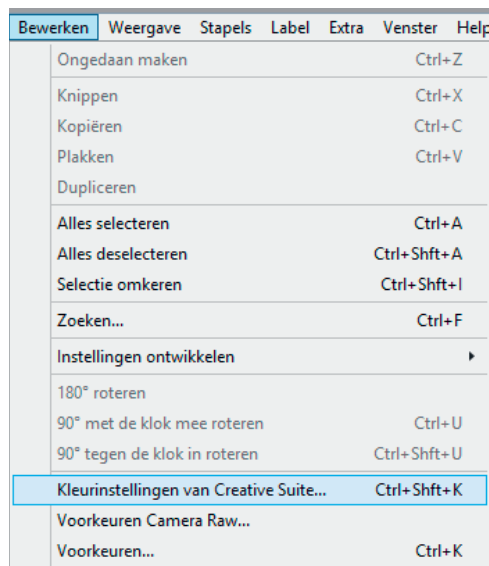 Bewerken Weergave Stapels Label Extra Venster Help
Ongedaan maken Ctrl+Z
Knippen Ctrl+X
Kopiëren Ctrl+C
Plakken Ctrl+V
Dupliceren
Alles selecteren Ctrl+A
Alles deselecteren Ctrl+Shft+A
Selectie omkeren Ctrl+Shft+I
Zoeken... Ctrl+F
Instellingen ontwikkelen
180° roteren
90° met de klok mee roteren Ctrl+U
90° tegen de klok in roteren Ctrl+Shft+U
Kleurinstellingen van Creative Suite... Ctrl+Shft+K
Voorkeuren Camera Raw...
Voorkeuren... Ctrl+K